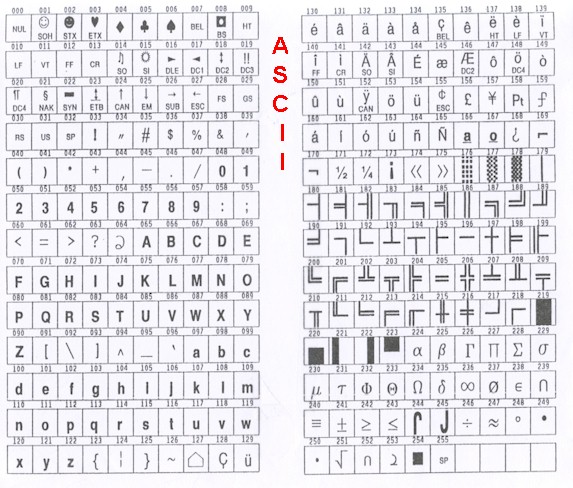 000 001 002 003 004 005 006 007 008 009
NUL ☺ SOH ☻ STX ♥ ETX ♦ ♣ ♠ BEL ◘ BS HT
010 011 012 013 014 015 016 017 018 019
LF VT FF CR ♫ SO ☼ SI ► DLE ◄ DC1 ↕ DC2 ‼ DC3
020 021 022 023 024 025 026 027 028 029
¶ DC4 § NAK ▬ SYN ↨ ETB ↑ CAN ↓ EM → SUB ← ESC FS GS
030 031 032 033 034 035 036 037 038 039
RS US SP ! " # $ % & '
040 041 042 043 044 045 046 047 048 049
( ) * + , - . / 0 1
050 051 052 053 054 055 056 057 058 059
2 3 4 5 6 7 8 9 : ;
060 061 062 063 064 065 066 067 068 069
< = > ? @ A B C D E
070 071 072 073 074 075 076 077 078 079
F G H I J K L M N O
080 081 082 083 084 085 086 087 088 089
P Q R S T U V W X Y
090 091 092 093 094 095 096 097 098 099
Z [ \ ] ^ _ ` a b c
100 101 102 103 104 105 106 107 108 109
d e f g h i j k l m
110 111 112 113 114 115 116 117 118 119
n o p q r s t u v w
120 121 122 123 124 125 126 127 128 129
x y z { ¦ } ~ ⌂ Ç ü
A
S
C
I
I
130 131 132 133 134 135 136 137 138 139
é â ä à å ç BEL ê ë HT è LF ï VT
140 141 142 143 144 145 146 147 148 149
î FF ì CR Ä SO Å SI É æ Æ DC2 ô ö DC4 ò
150 151 152 153 154 155 156 157 158 159
û ù ÿ CAN ö ü ¢ ESC £ ¥ Pt ƒ
160 161 162 163 164 165 166 167 168 169
á í ó ú ñ Ñ a o ¿ ⌐
170 171 172 173 174 175 176 177 178 179
¬ ½ ¼ ¡ « » ░ ▒ ▓ │
180 181 182 183 184 185 186 187 188 189
┤ ╡ ╢ ╖ ╕ ╣ ║ ╗ ╝ ╜
190 191 192 193 194 195 196 197 198 199
╛ ┐ └ ┴ ┬ ├ ─ ┼ ╞ ╟
200 201 202 203 204 205 206 207 208 209
╚ ╔ ╩ ╦ ╠ ═ ╬ ╧ ╨ ╤
210 211 212 213 214 215 216 217 218 219
╥ ╙ ╘ ╒ ╓ ╫ ╪ ┘ ┌ █
220 221 222 223 224 225 226 227 228 229
▄ ▌ ▐ ▀ α β Γ Π Σ σ
230 231 232 233 234 235 236 237 238 239
μ τ Φ Θ Ω δ ∞ Ø ∈ ∩
240 241 242 243 244 245 246 247 248 249
≡ ± ≥ ≤ ⌠ ⌡ ÷ ≈ ° •
250 251 252 253 254 255
· √ ∩ 2 ■ SP